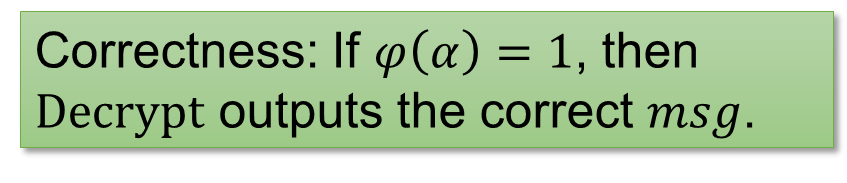 Correctness: If φ(α) = 1, then
Decrypt outputs the correct msg.